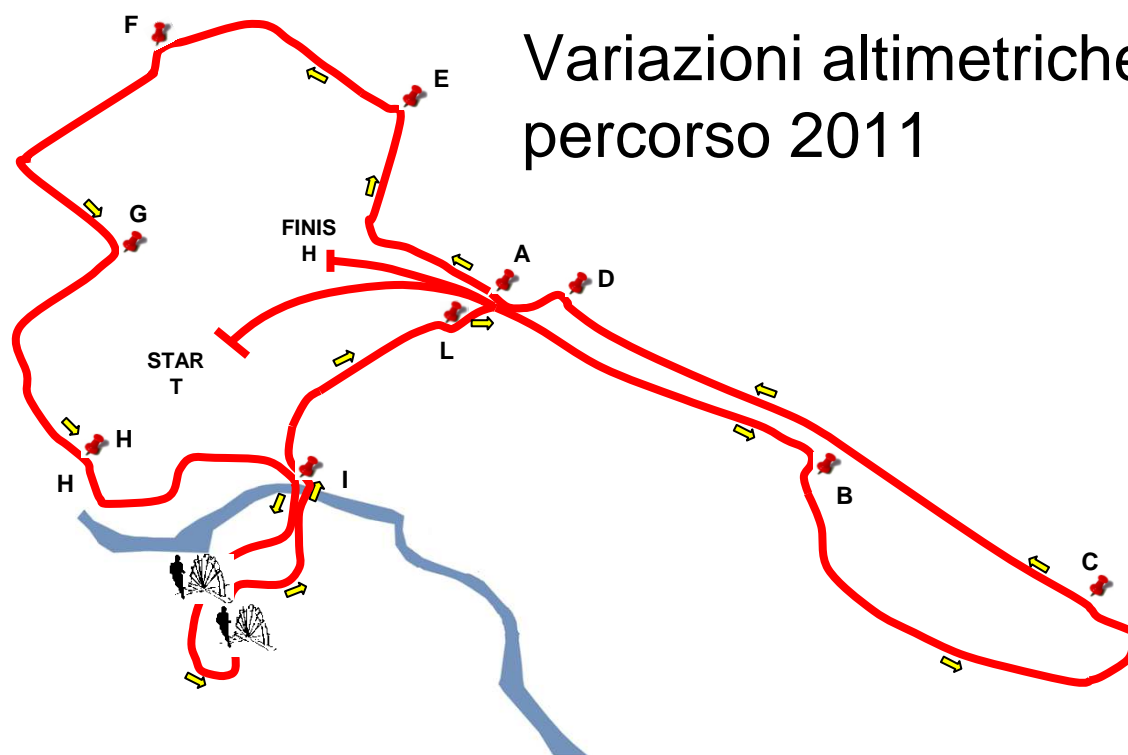 Variazioni altimetriche
percorso 2011
F
E
G
FINIS
H
A
D
L
STAR
T
H
H
I
B
C